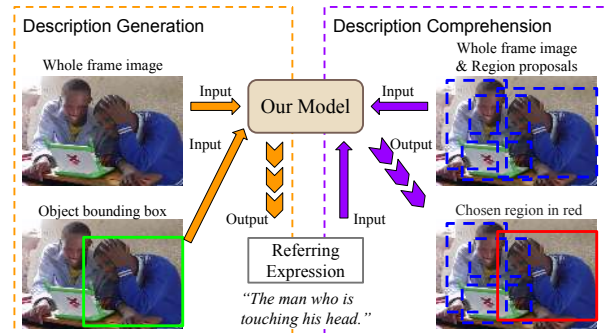 Description Generation
Description Comprehension
Whole frame image
Input
Input
Our Model
Input
Output
Object bounding box
Output
Input
Referring
Expression
“The man who is
touching his head.”
Whole frame image
& Region proposals
Chosen region in red